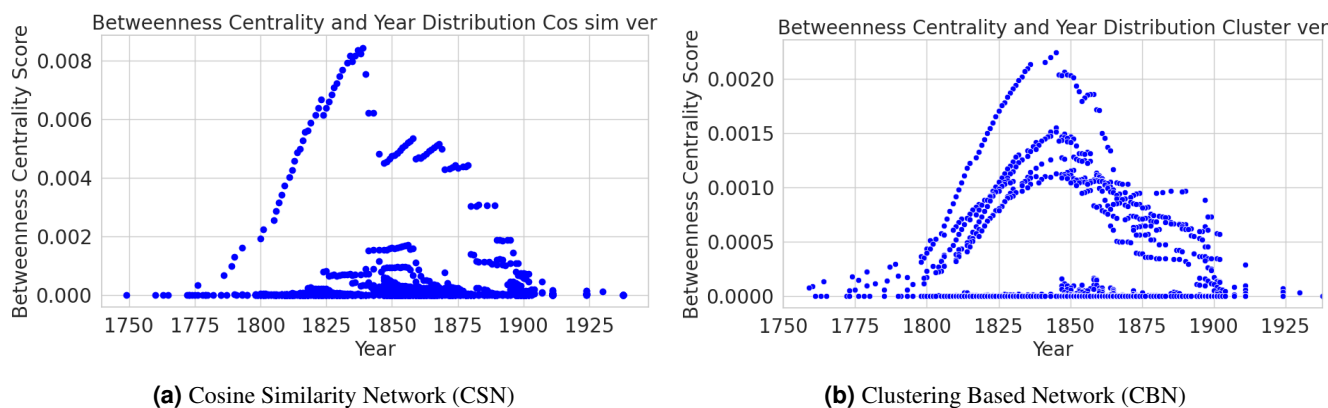 Betweenness Centrality and Year Distribution Cos sim ver
Betweenness Centrality Score
0.008
0.006
0.004
0.002
0.000
1750 1775 1800 1825 1850 1875 1900 1925
Year
(a) Cosine Similarity Network (CSN)
Betweenness Centrality and Year Distribution Cluster ver
Betweenness Centrality Score
0.0020
0.0015
0.0010
0.0005
0.0000
1750 1775 1800 1825 1850 1875 1900 1925
Year
(b) Clustering Based Network (CBN)